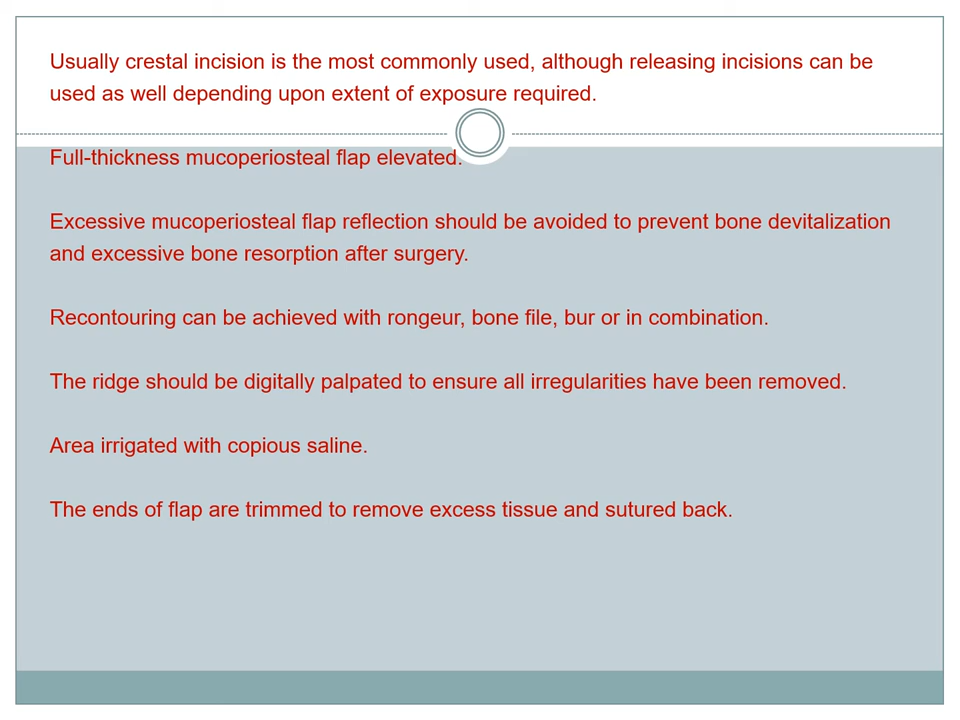 Usually crestal incision is the most commonly used, although releasing incisions can be
used as well depending upon extent of exposure required.
Full-thickness mucoperiosteal flap elevated.
Excessive mucoperiosteal flap reflection should be avoided to prevent bone devitalization
and excessive bone resorption after surgery.
Recontouring can be achieved with rongeur, bone file, bur or in combination.
The ridge should be digitally palpated to ensure all irregularities have been removed.
Area irrigated with copious saline.
The ends of flap are trimmed to remove excess tissue and sutured back.